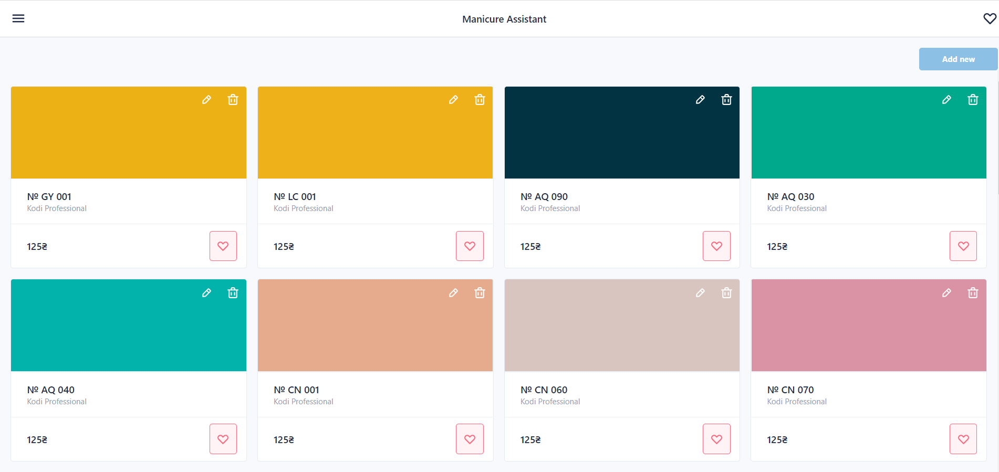 Manicure Assistant
Add new
№ GY 001
Kodi Professional
125₴
№ LC 001
Kodi Professional
125₴
№ AQ 090
Kodi Professional
125₴
№ AQ 030
Kodi Professional
125₴
№ AQ 040
Kodi Professional
125₴
№ CN 001
Kodi Professional
125₴
№ CN 060
Kodi Professional
125₴
№ CN 070
Kodi Professional
125₴